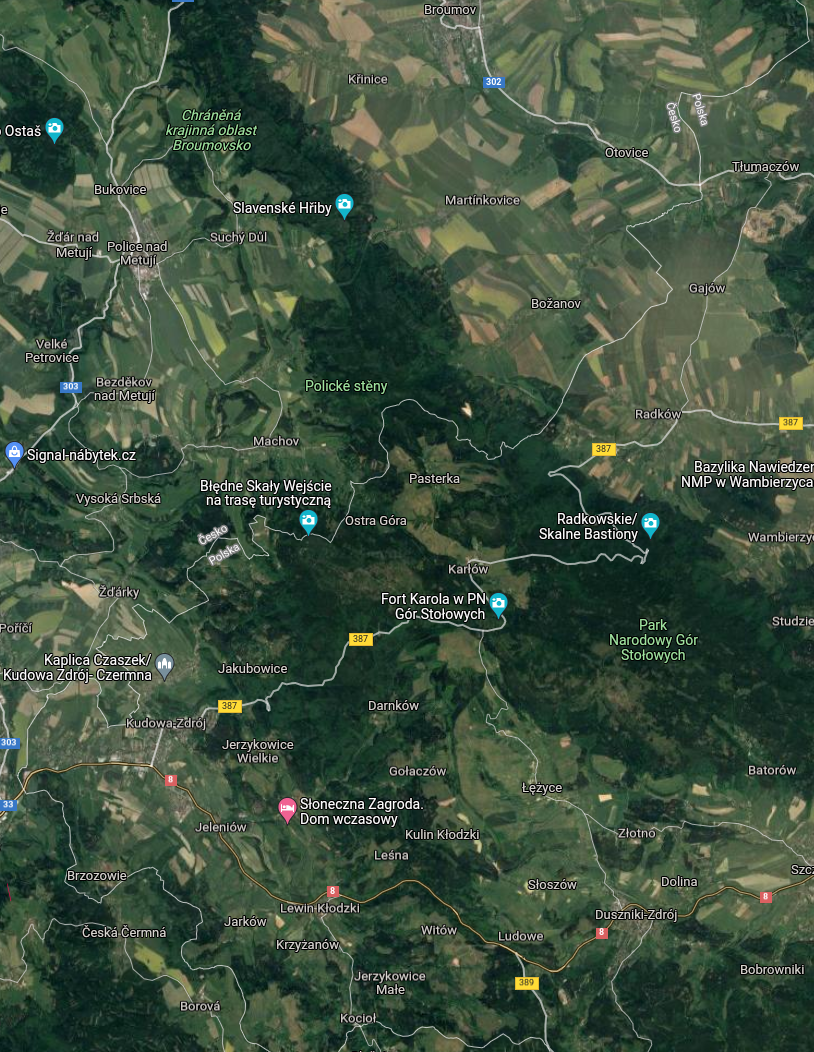 Broumov
Křinice
302
Chráněná
krajinná oblast
Broumovsko
Česko
Polska
Ostaš
Otovice
Tłumaczów
Bukovice
Slavenské Hřiby
Martínkovice
Žďár nad
Metují
Police nad
Metují
Suchý Důl
Gajów
Božanov
Velké
Petrovice
303
Bezděkov
nad Metují
Polické stěny
Radków
387
387
Machov
Signal-nábytek.cz
Pasterka
Bazylika Nawiedzen
NMP w Wambierzyca
Vysoká Srbská
Błędne Skały Wejście
na trasę turystyczną
Ostra Góra
Radkowskie/
Skalne Bastiony
Wambierzy
Česko
Polska
Karłów
Žďárky
Fort Karola w PN
Gór Stołowych
Poříčí
Studzie
Park
Narodowy Gór
Stołowych
387
Kaplica Czaszek/
Kudowa Zdrój- Czermna
Jakubowice
387
Darnków
Kudowa-Zdrój
303
Jerzykowice
Wielkie
Gołaczów
Batorów
8
Łężyce
33
Słoneczna Zagroda.
Dom wczasowy
Jeleniów
Kulin Kłodzki
Złotno
Leśna
Brzozowie
Szcz
Słoszów
Dolina
8
8
Lewin Kłodzki
Duszniki-Zdrój
Jarków
Česká Čermná
Witów
Ludowe
8
Krzyżanów
Jerzykowice
Małe
389
Bobrowniki
Borová
Kocioł